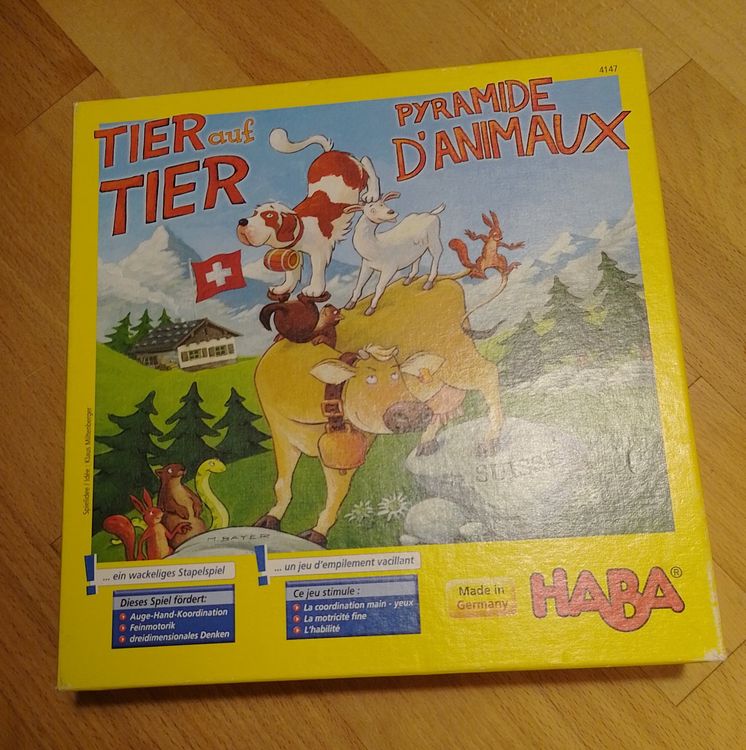 4147
TIER auf
TIER
PYRAMIDE
D'ANIMAUX
Spielidee / Idée : Klaus Miltenberger
M. BAYER
... ein wackeliges Stapelspiel
Dieses Spiel fördert:
Auge-Hand-Koordination
Feinmotorik
dreidimensionales Denken
... un jeu d'empilement vacillant
Ce jeu stimule :
La coordination main - yeux
La motricité fine
L'habilité
Made in
Germany
HABA®